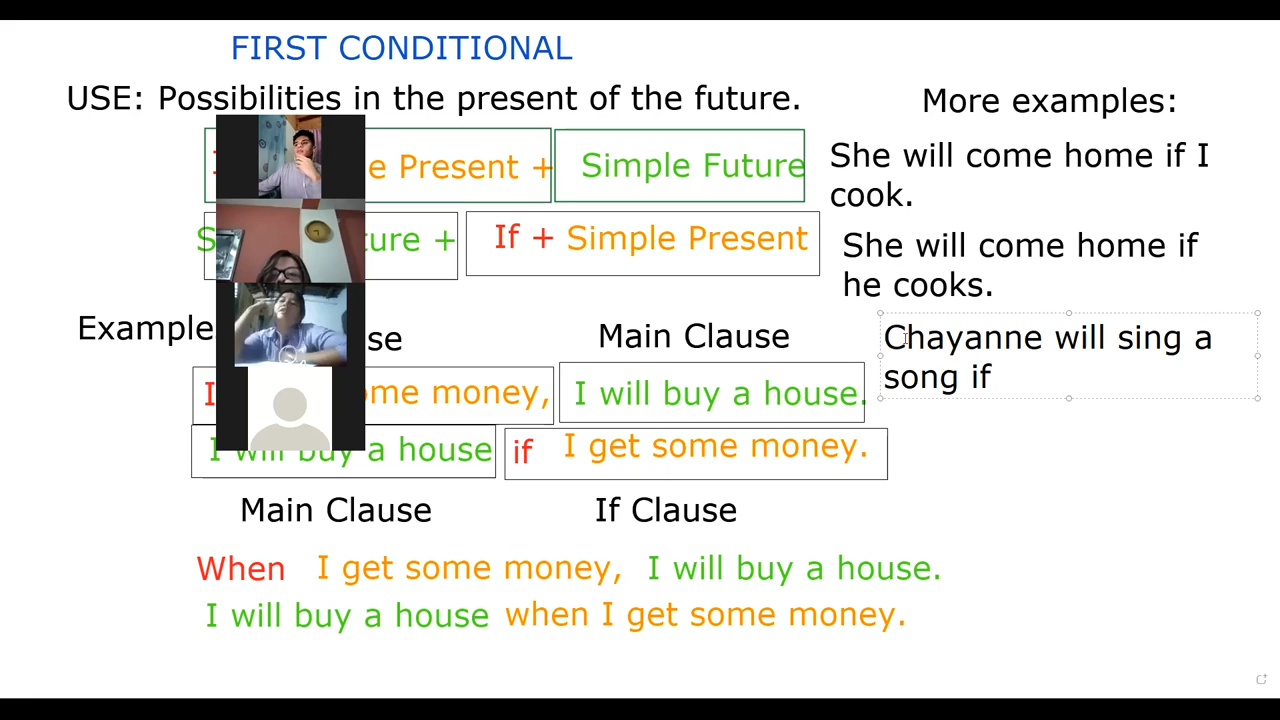 FIRST CONDITIONAL
USE: Possibilities in the present of the future.
Present + Simple Future
+ If + Simple Present
Example Main Clause
some money, I will buy a house.
I will buy a house if I get some money.
Main Clause If Clause
When I get some money, I will buy a house.
I will buy a house when I get some money.
More examples:
She will come home if I
cook.
She will come home if
he cooks.
Chayanne will sing a
song if